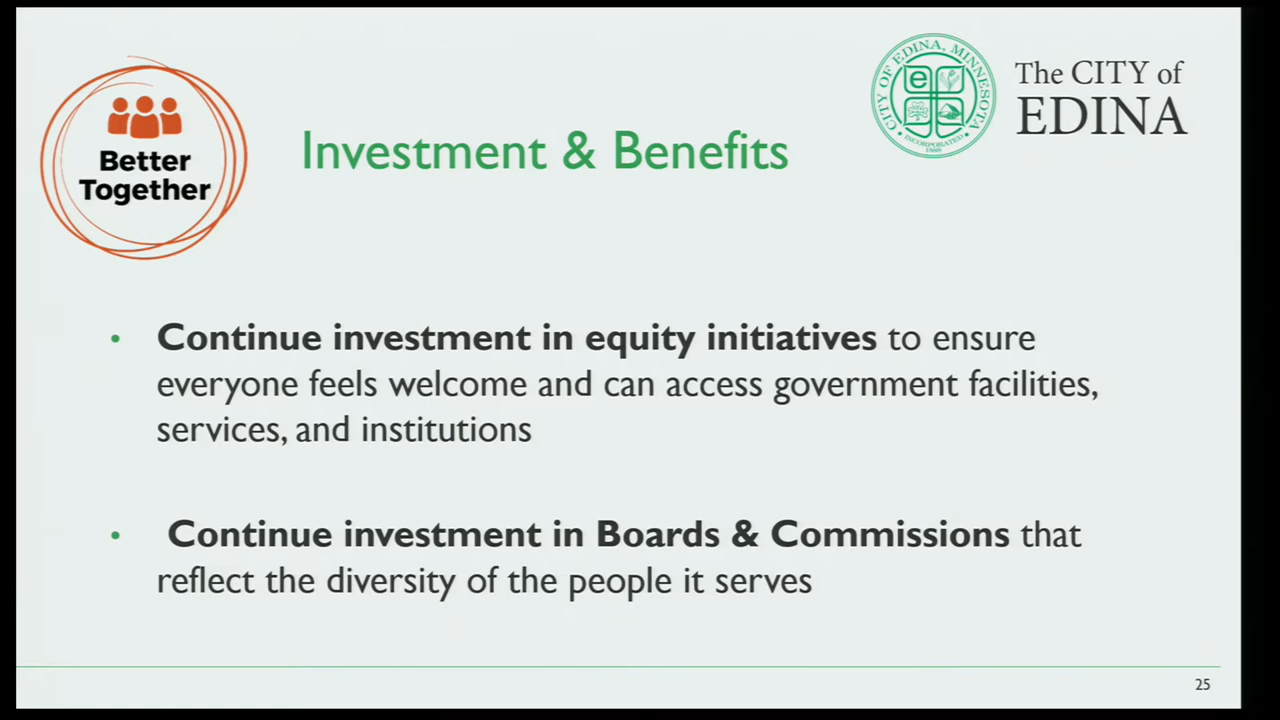 Better
Together
Investment & Benefits
CITY OF EDINA, MINNESOTA
e
INCORPORATED
1888
The CITY of
EDINA
• Continue investment in equity initiatives to ensure
everyone feels welcome and can access government facilities,
services, and institutions
• Continue investment in Boards & Commissions that
reflect the diversity of the people it serves
25